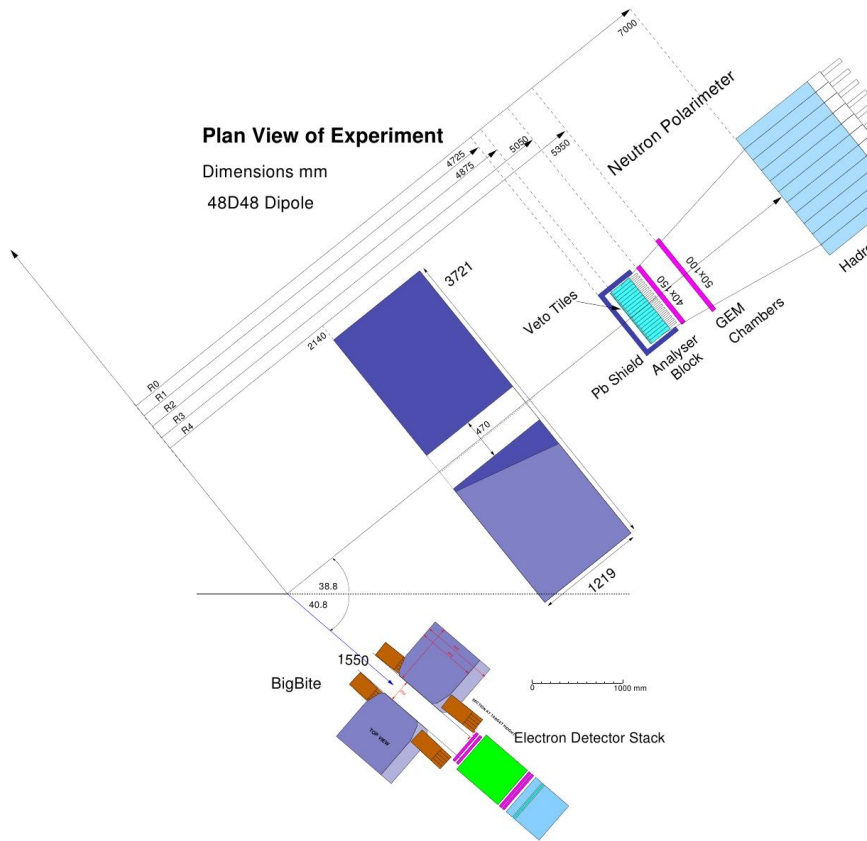 7000
Plan View of Experiment
Dimensions mm
48D48 Dipole
4725
4875
5050
5350
Neutron Polarimeter
3721
2140
R0
R1
R2
R3
R4
470
1219
Veto Tiles
40x150
50x100
GEM
Chambers
Pb Shield
Analyser
Block
Hadr
38.8
40.8
1550
BigBite
TOP VIEW
0
1000 mm
Electron Detector Stack